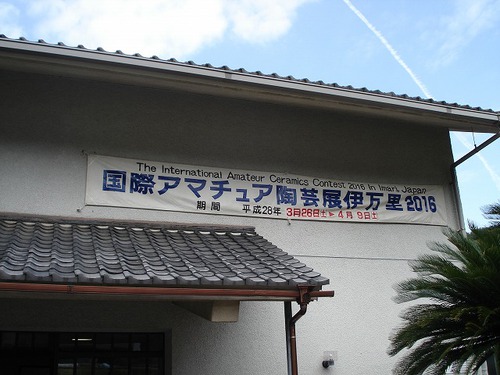 The International Amateur Ceramics Contest 2016 in Imari, Japan
国際アマチュア陶芸展伊万里2016
期間 平成28年 3月26日土▶4月9日土